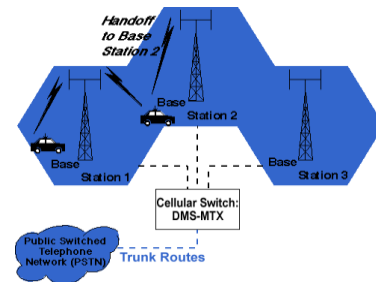 Handoff
to Base
Station 2
Base
Station 2
Base
Station 1
Base
Station 3
Cellular Switch:
DMS-MTX
Public Switched
Telephone
Network (PSTN)
Trunk Routes